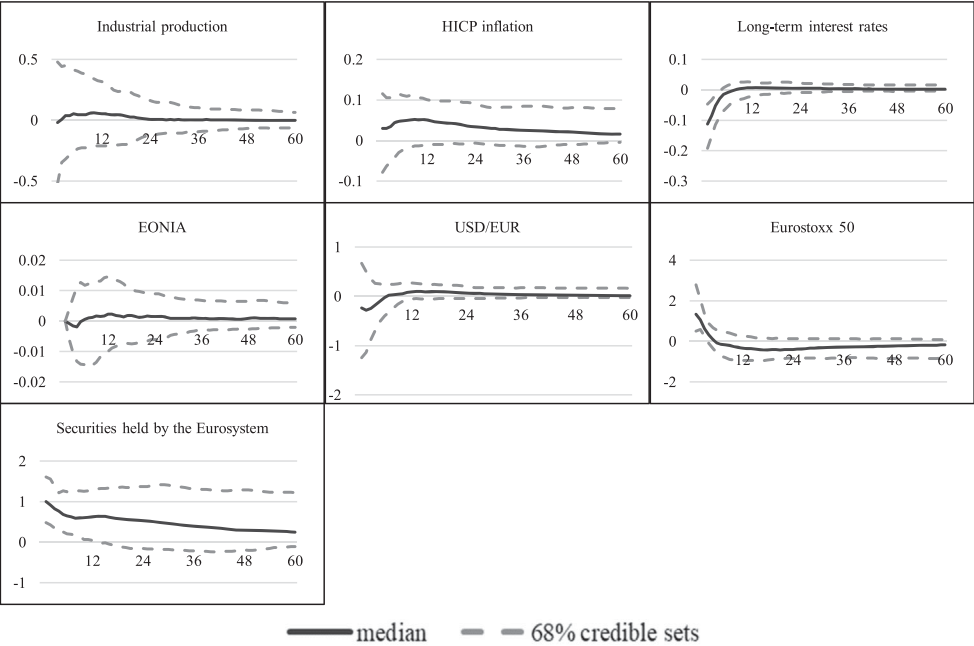 Industrial production
0.5
0
-0.5
12 24 36 48 60
HICP inflation
0.2
0.1
0
-0.1
12 24 36 48 60
Long-term interest rates
0.1
0
-0.1
-0.2
-0.3
12 24 36 48 60
EONIA
0.02
0.01
0
-0.01
-0.02
12 24 36 48 60
USD/EUR
1
0
-1
-2
12 24 36 48 60
Eurostoxx 50
4
2
0
-2
12 24 36 48 60
Securities held by the Eurosystem
2
1
0
-1
12 24 36 48 60
median 68% credible sets